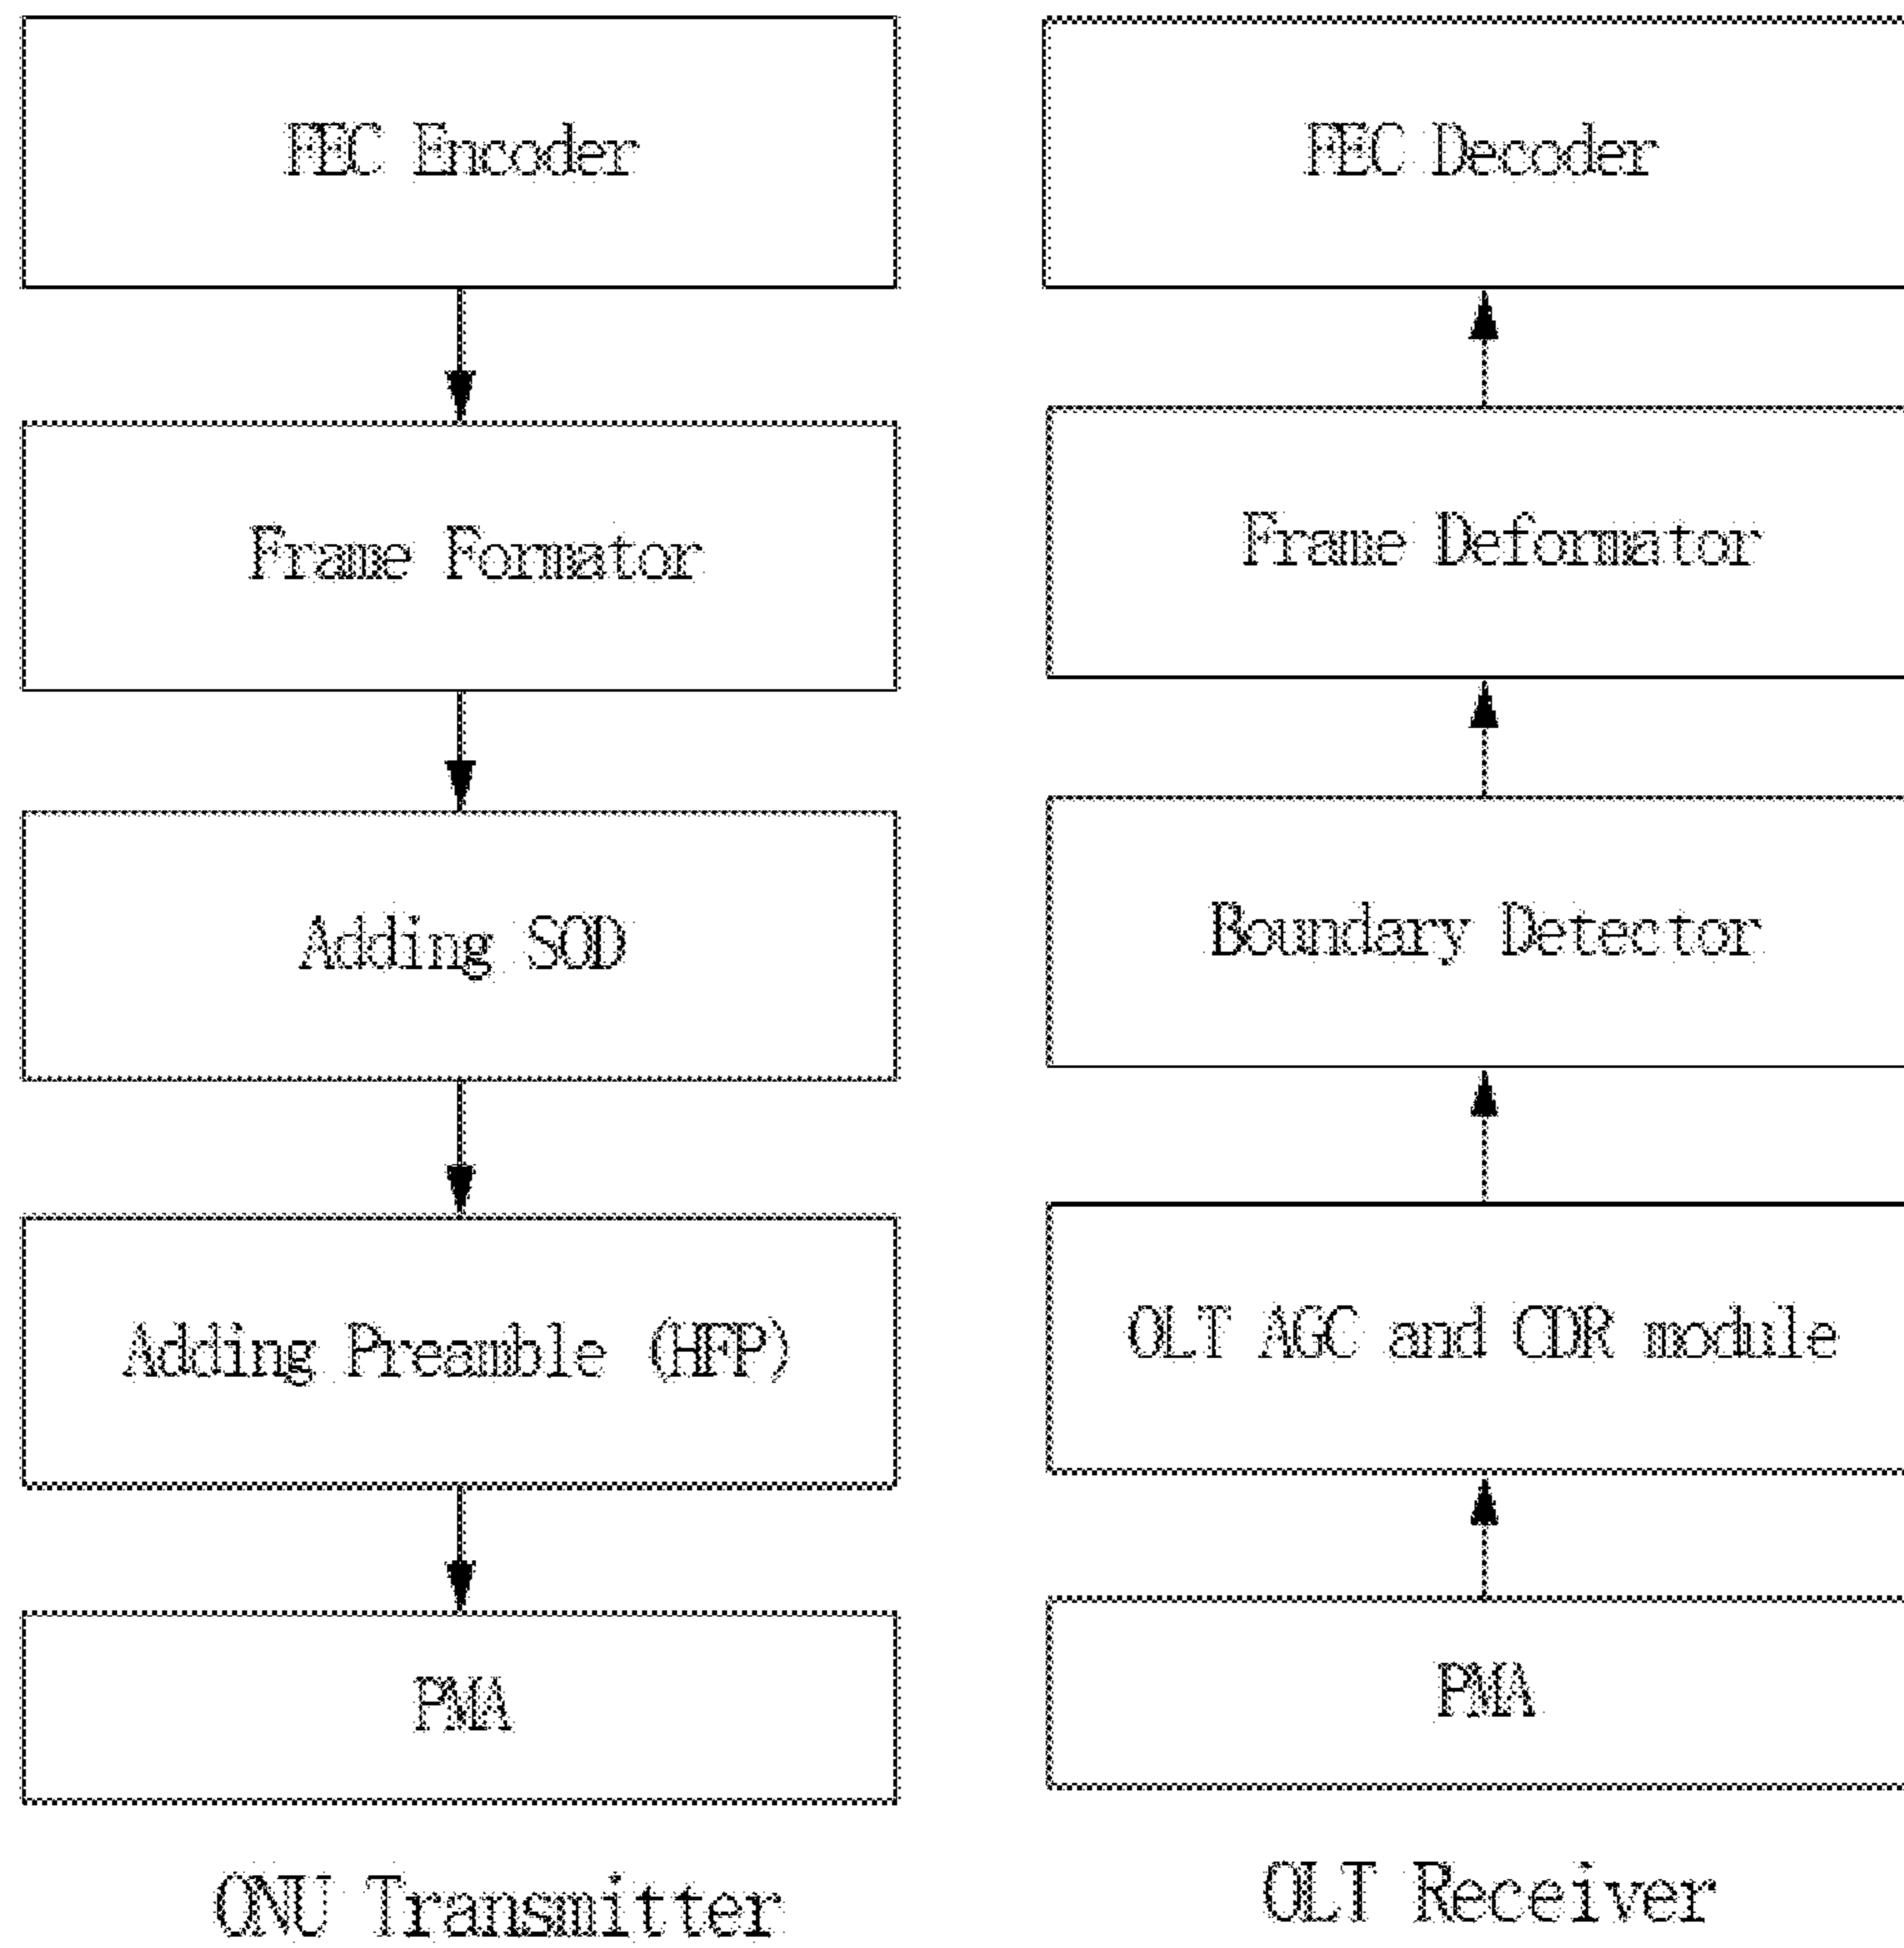 FEC Encoder
Frame Formator
Adding SOD
Adding Preamble (HFP)
PMA
ONU Transmitter
FEC Decoder
Frame Deformator
Boundary Detector
OLT AGC and CDR module
PMA
OLT Receiver